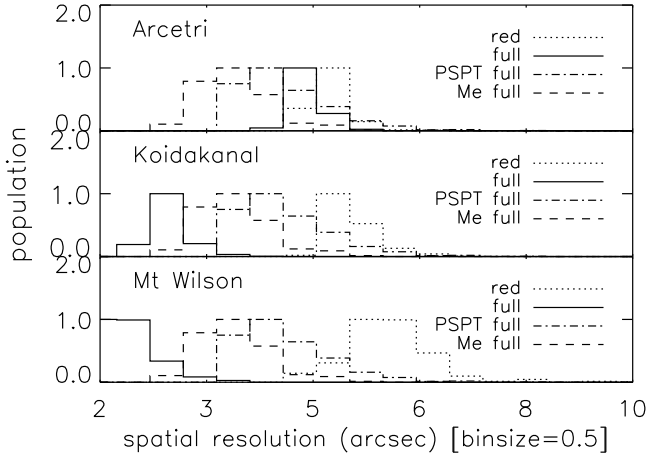 2.0
Arcetri
red
full
PSPT full
Me full
1.0
0.0
2.0
Koidakanal
red
full
PSPT full
Me full
1.0
0.0
2.0
Mt Wilson
red
full
PSPT full
Me full
1.0
0.0
population
2 3 5 6 8 10
spatial resolution (arcsec) [binsize=0.5]